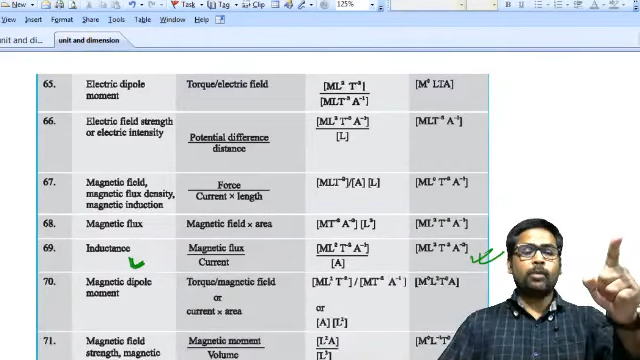 Task
Tag
Clip
125%
View
Insert
Format
Share
Tools
Table
Window
Help
unit and di...
unit and dimension
65. Electric dipole moment Torque/electric field [ML² T⁻²] / [MLT⁻³ A⁻¹] [M⁰ LTA]
66. Electric field strength or electric intensity Potential difference / distance [ML² T⁻³ A⁻¹] / [L] [MLT⁻³ A⁻¹]
67. Magnetic field, magnetic flux density, magnetic induction Force / Current × length [MLT⁻²]/[A] [L] [ML⁰ T⁻² A⁻¹]
68. Magnetic flux Magnetic field × area [MT⁻² A⁻¹] [L²] [ML² T⁻² A⁻¹]
69. Inductance Magnetic flux / Current [ML² T⁻² A⁻¹] / [A] [ML² T⁻² A⁻²]
70. Magnetic dipole moment Torque/magnetic field or current × area [ML² T⁻²] / [MT⁻² A⁻¹] or [A] [L²] [M⁰L²T⁰A]
71. Magnetic field strength, magnetic Magnetic moment / Volume [L²A] / [L³]